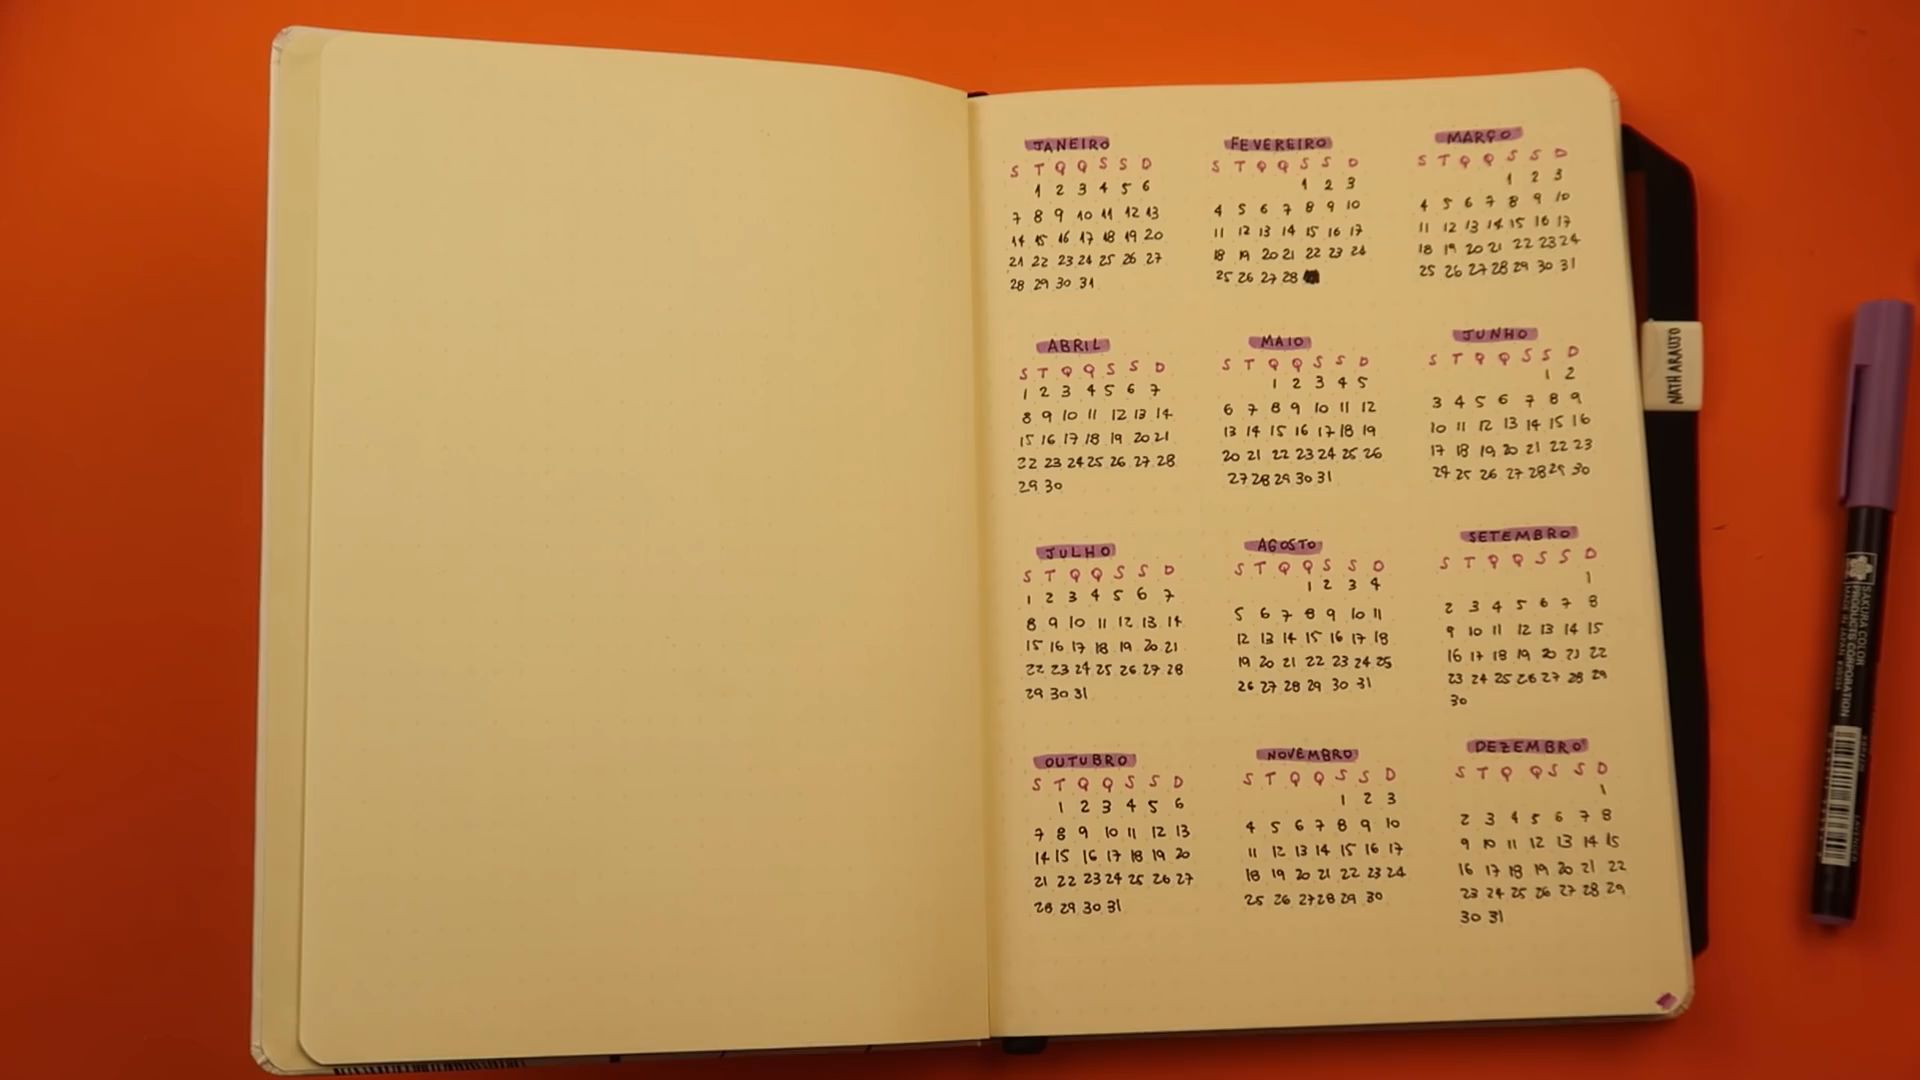 JANEIRO
S T Q Q S S D
1 2 3 4 5 6
7 8 9 10 11 12 13
14 15 16 17 18 19 20
21 22 23 24 25 26 27
28 29 30 31
FEVEREIRO
S T Q Q S S D
1 2 3
4 5 6 7 8 9 10
11 12 13 14 15 16 17
18 19 20 21 22 23 24
25 26 27 28
MARÇO
S T Q Q S S D
1 2 3
4 5 6 7 8 9 10
11 12 13 14 15 16 17
18 19 20 21 22 23 24
25 26 27 28 29 30 31
ABRIL
S T Q Q S S D
1 2 3 4 5 6 7
8 9 10 11 12 13 14
15 16 17 18 19 20 21
22 23 24 25 26 27 28
29 30
MAIO
S T Q Q S S D
1 2 3 4 5
6 7 8 9 10 11 12
13 14 15 16 17 18 19
20 21 22 23 24 25 26
27 28 29 30 31
JUNHO
S T Q Q S S D
1 2
3 4 5 6 7 8 9
10 11 12 13 14 15 16
17 18 19 20 21 22 23
24 25 26 27 28 29 30
JULHO
S T Q Q S S D
1 2 3 4 5 6 7
8 9 10 11 12 13 14
15 16 17 18 19 20 21
22 23 24 25 26 27 28
29 30 31
AGOSTO
S T Q Q S S D
1 2 3 4
5 6 7 8 9 10 11
12 13 14 15 16 17 18
19 20 21 22 23 24 25
26 27 28 29 30 31
SETEMBRO
S T Q Q S S D
1
2 3 4 5 6 7 8
9 10 11 12 13 14 15
16 17 18 19 20 21 22
23 24 25 26 27 28 29
30
OUTUBRO
S T Q Q S S D
1 2 3 4 5 6
7 8 9 10 11 12 13
14 15 16 17 18 19 20
21 22 23 24 25 26 27
28 29 30 31
NOVEMBRO
S T Q Q S S D
1 2 3
4 5 6 7 8 9 10
11 12 13 14 15 16 17
18 19 20 21 22 23 24
25 26 27 28 29 30
DEZEMBRO
S T Q Q S S D
1
2 3 4 5 6 7 8
9 10 11 12 13 14 15
16 17 18 19 20 21 22
23 24 25 26 27 28 29
30 31
NATH ARAUJO
SAKURA COLOR
PRODUCTS CORPORATION
MADE IN JAPAN